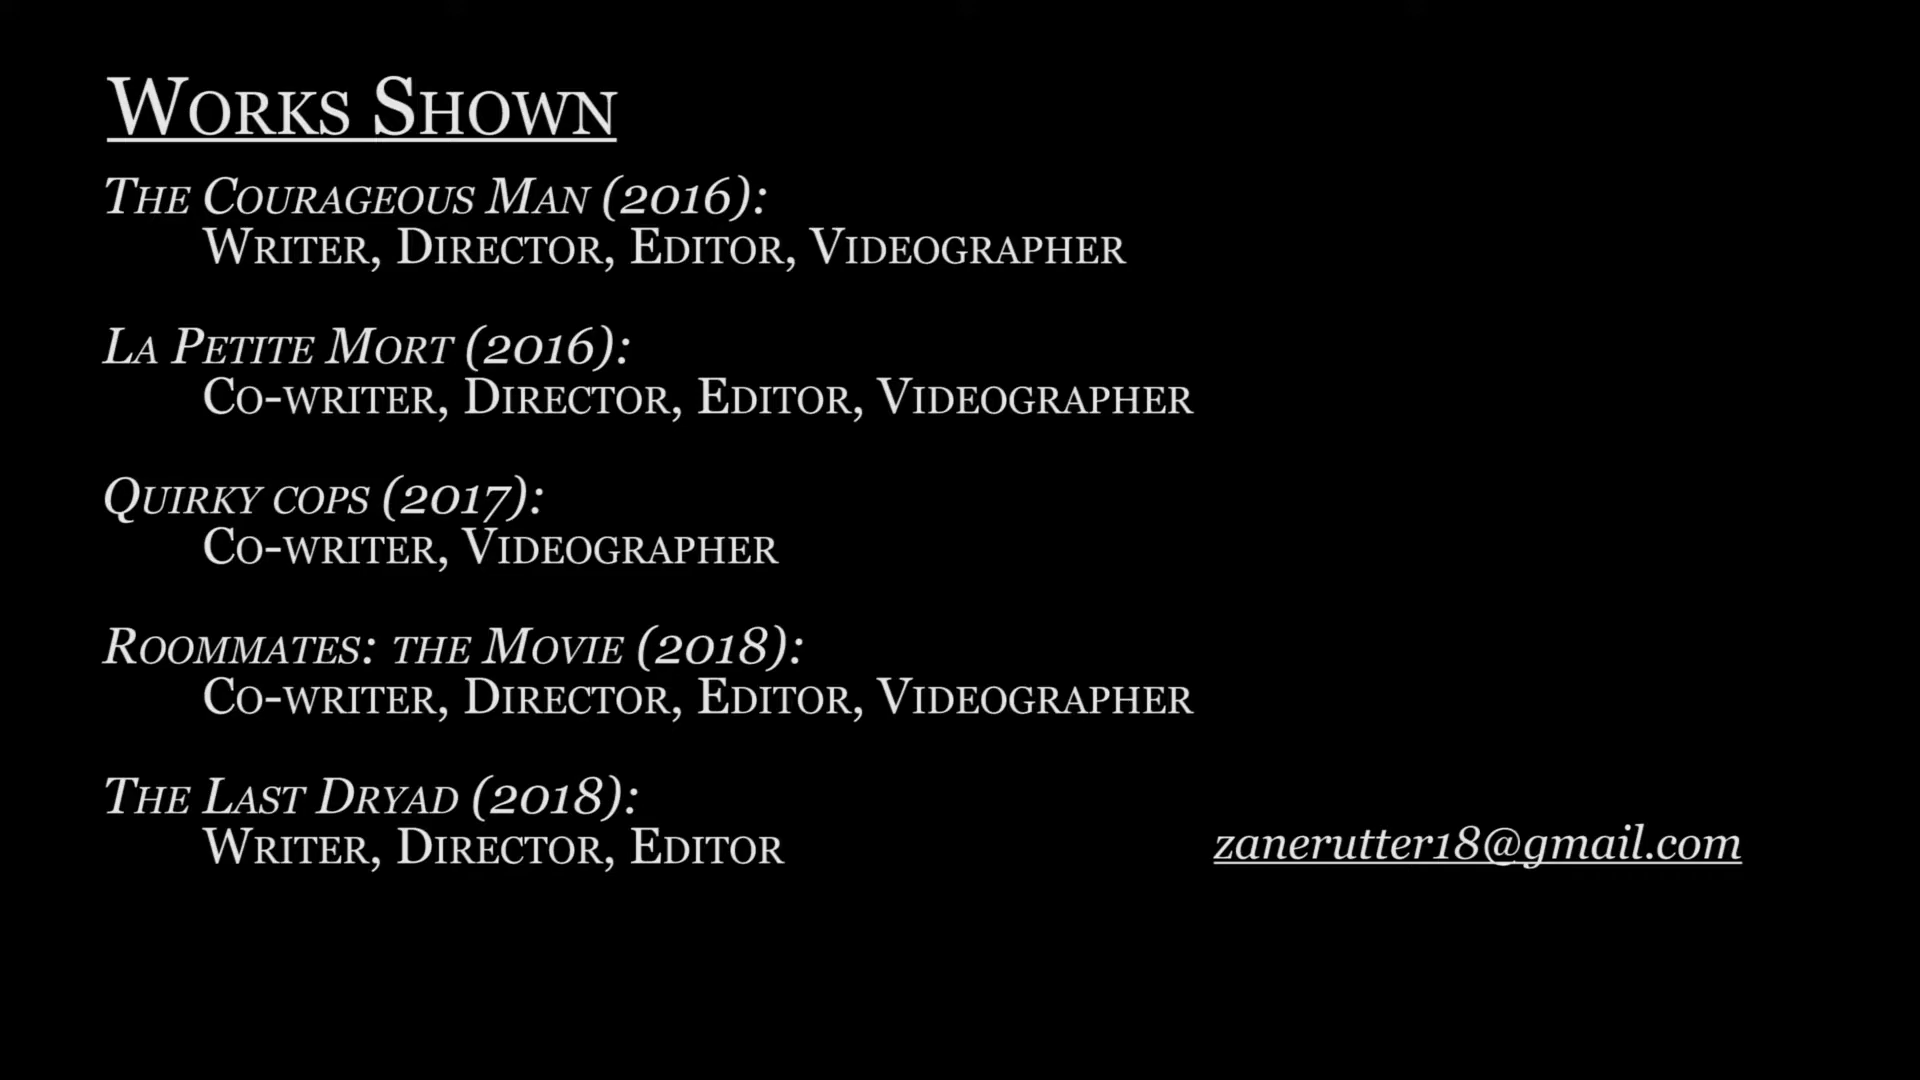 Works Shown
The Courageous Man (2016):
Writer, Director, Editor, Videographer
La Petite Mort (2016):
Co-writer, Director, Editor, Videographer
Quirky cops (2017):
Co-writer, Videographer
Roommates: the Movie (2018):
Co-writer, Director, Editor, Videographer
The Last Dryad (2018):
Writer, Director, Editor
zanerutter18@gmail.com